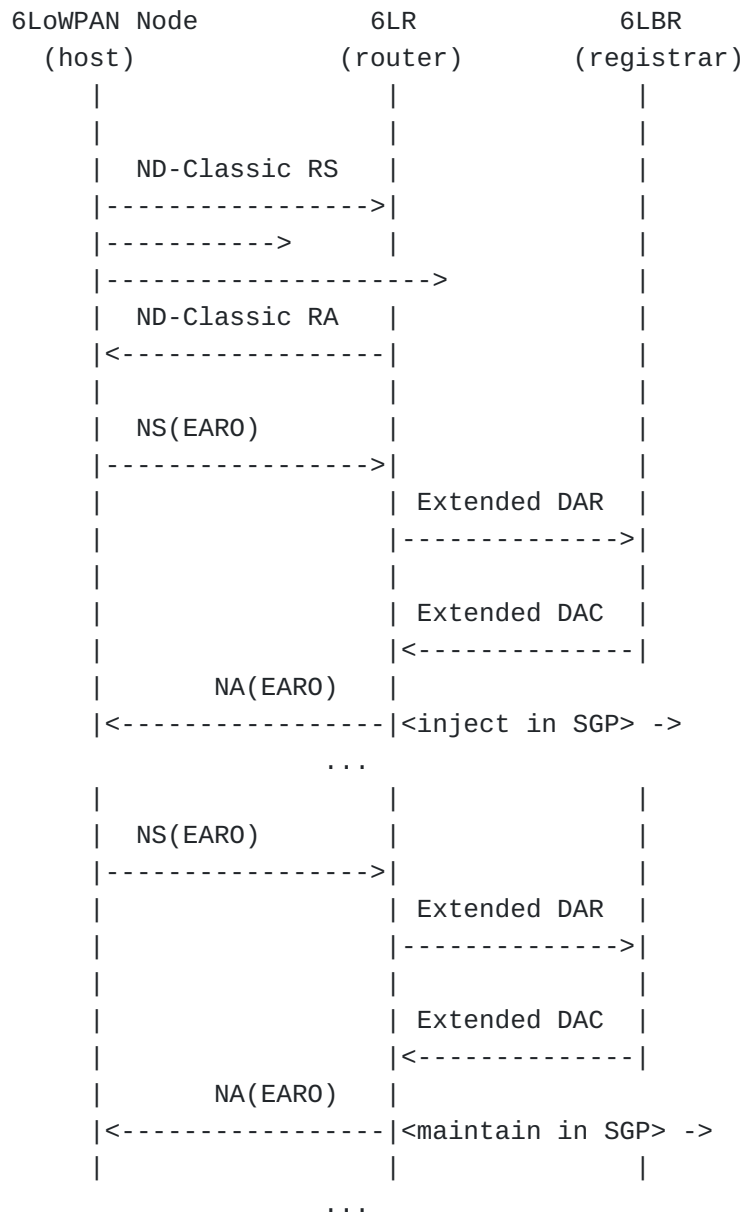 6LoWPAN Node 6LR 6LBR
(host) (router) (registrar)
| | |
| | |
| ND-Classic RS | |
|----------------->| |
|-----------> | |
|---------------------> |
| ND-Classic RA | |
|<-----------------| |
| | |
| NS(EARO) | |
|----------------->| |
| | Extended DAR |
| |-------------->|
| | |
| | Extended DAC |
| |<--------------|
| NA(EARO) |
|<-----------------|<inject in SGP> ->
...
| | |
| NS(EARO) | |
|----------------->| |
| | Extended DAR |
| |-------------->|
| | |
| | Extended DAC |
| |<--------------|
| NA(EARO) |
|<-----------------|<maintain in SGP> ->
| | |
...